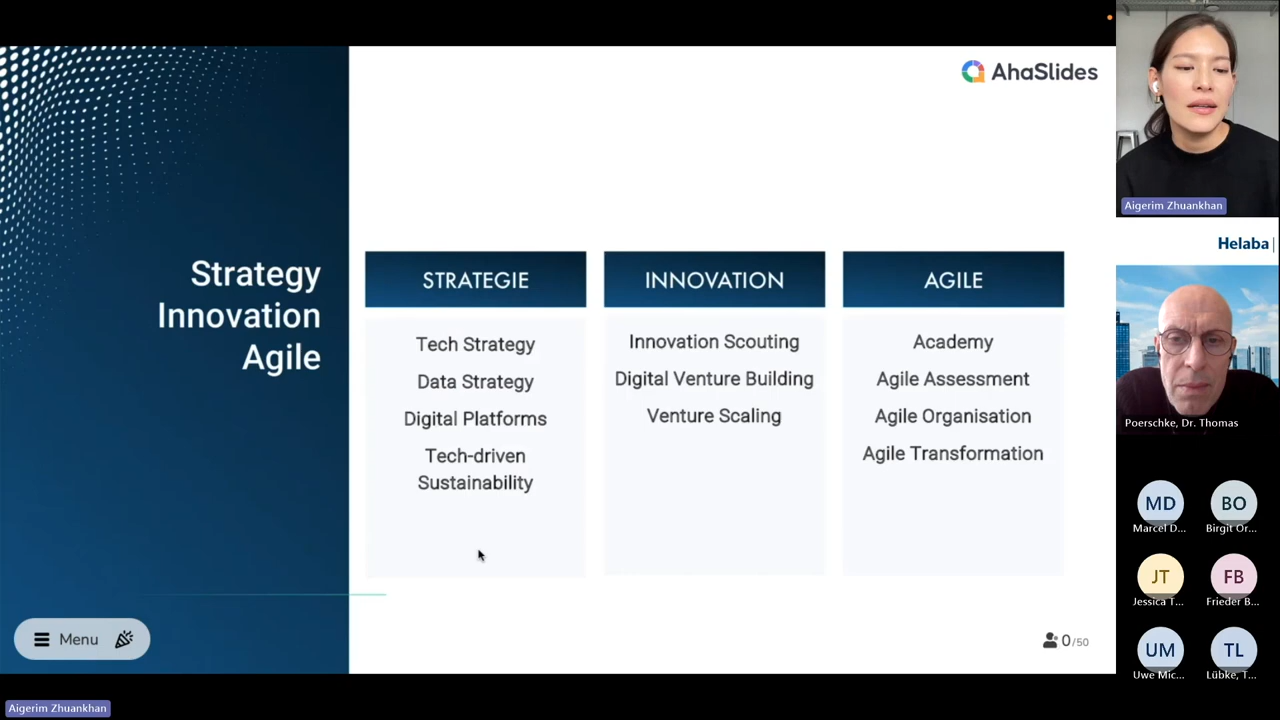 AhaSlides
Strategy
Innovation
Agile
STRATEGIE
Tech Strategy
Data Strategy
Digital Platforms
Tech-driven
Sustainability
INNOVATION
Innovation Scouting
Digital Venture Building
Venture Scaling
AGILE
Academy
Agile Assessment
Agile Organisation
Agile Transformation
Menu
0/50
Aigerim Zhuankhan
Aigerim Zhuankhan
Helaba
Poerschke, Dr. Thomas
MD
Marcel D...
BO
Birgit Or...
JT
Jessica T...
FB
Frieder B...
UM
Uwe Mic...
TL
Lübke, T...